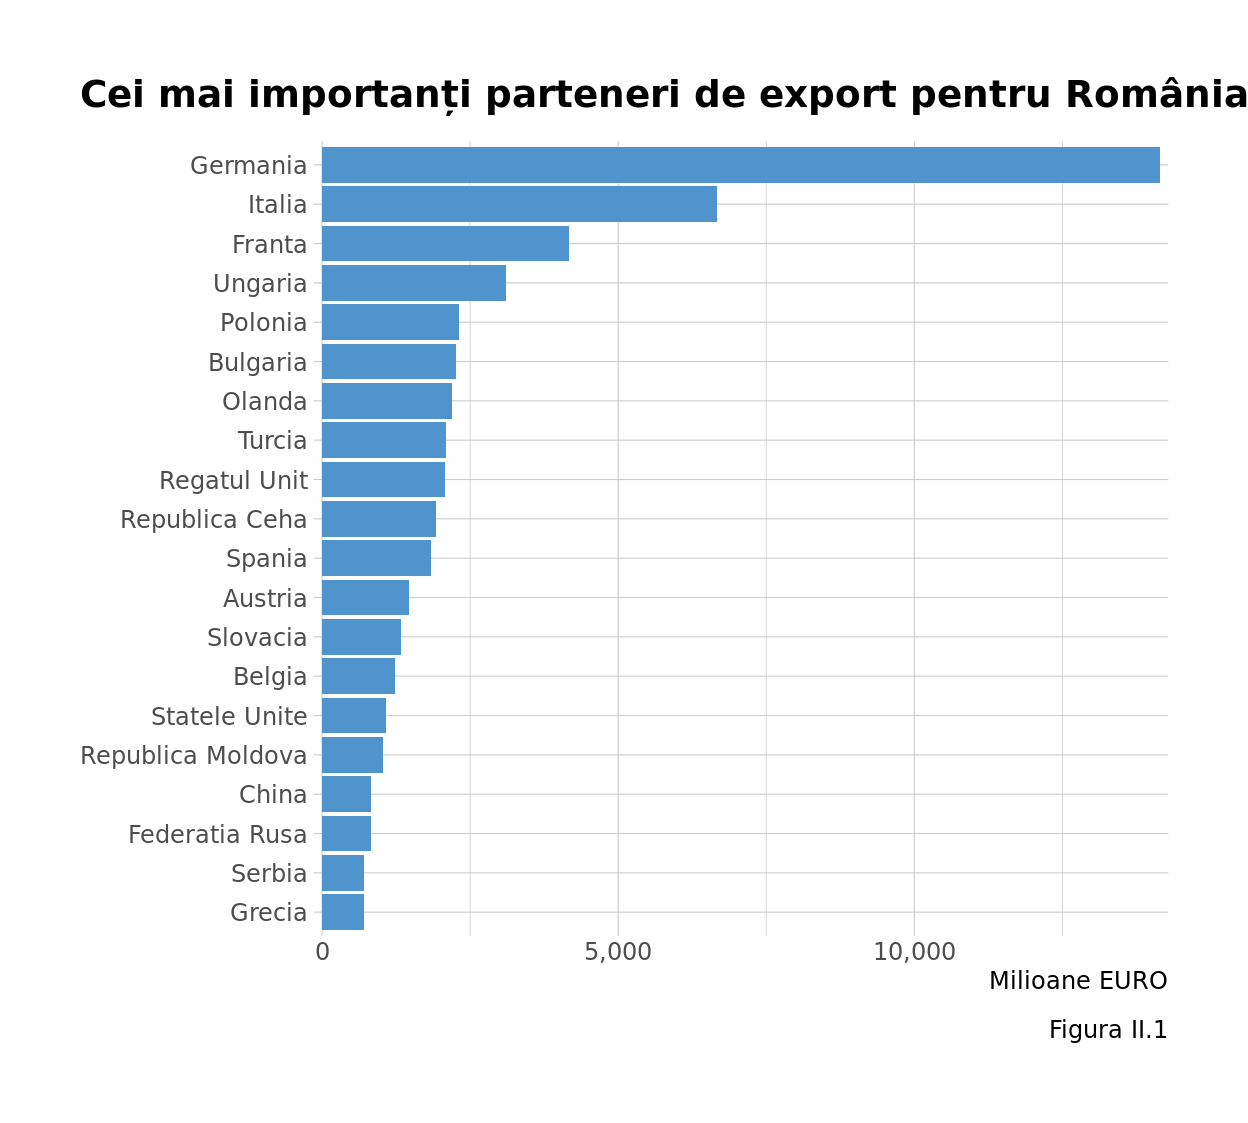 Cei mai importanți parteneri de export pentru România
Germania
Italia
Franta
Ungaria
Polonia
Bulgaria
Olanda
Turcia
Regatul Unit
Republica Ceha
Spania
Austria
Slovacia
Belgia
Statele Unite
Republica Moldova
China
Federatia Rusa
Serbia
Grecia
0 5,000 10,000
Milioane EURO
Figura II.1